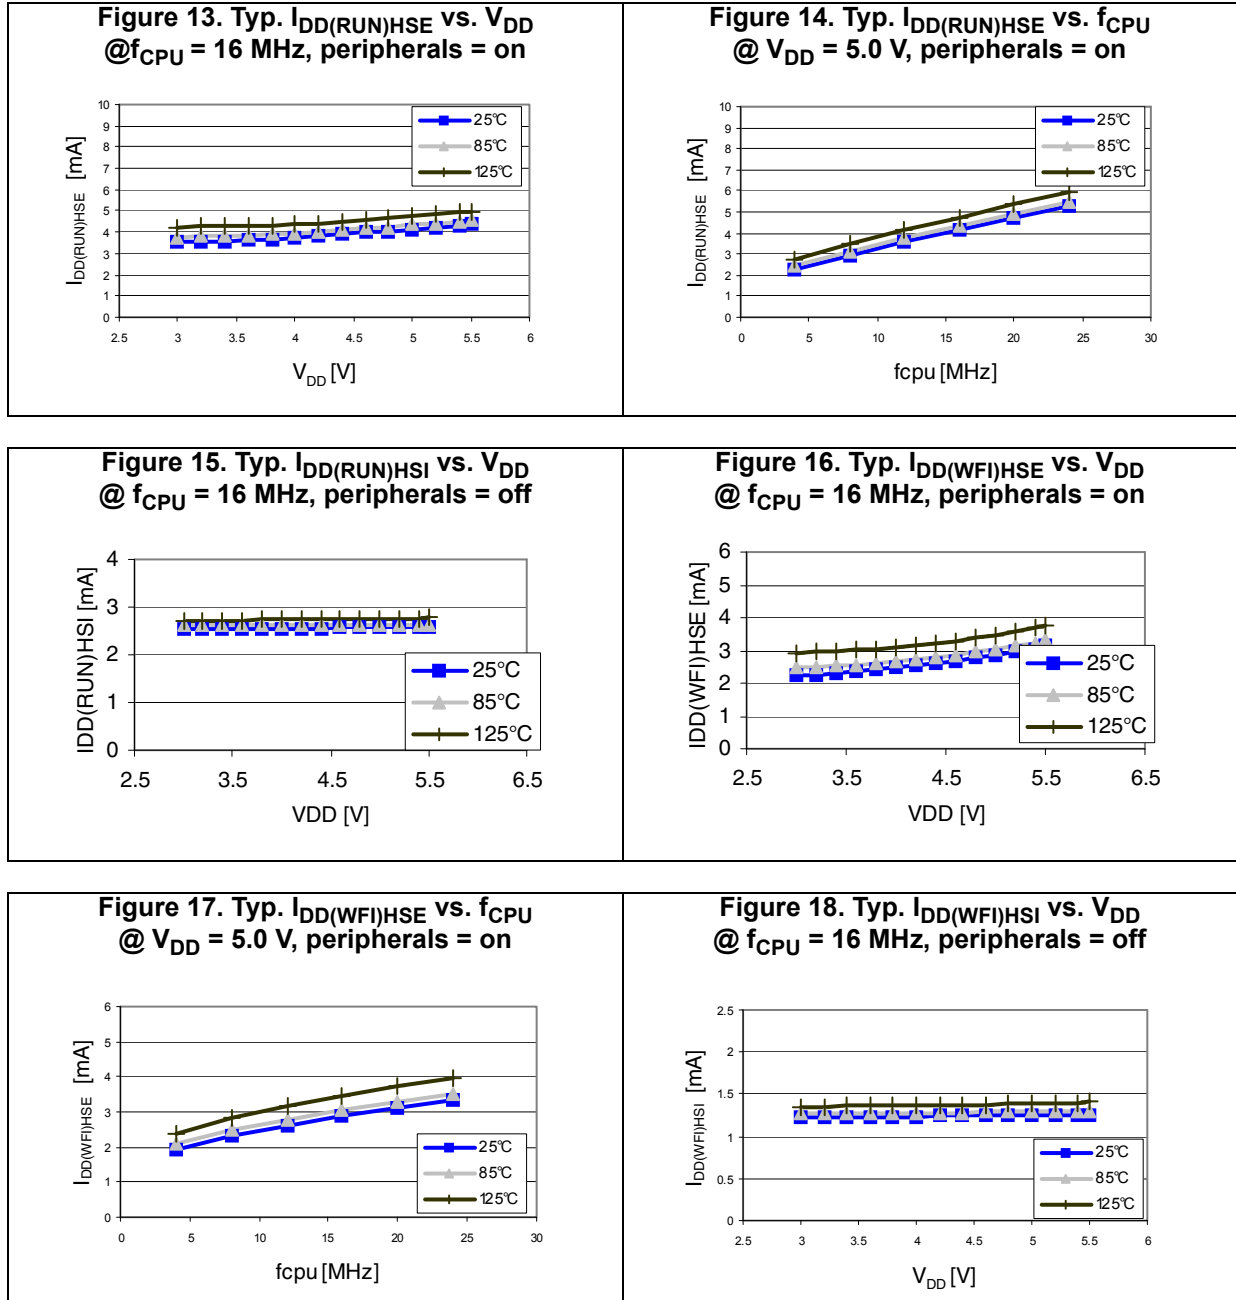 Figure 13. Typ. IDD(RUN)HSE vs. VDD
@fCPU = 16 MHz, peripherals = on
10
9
8
7
6
5
4
3
2
1
0
IDD(RUN)HSE [mA]
25°C
85°C
125°C
2.5 3 3.5 4 4.5 5 5.5 6
VDD [V]
Figure 14. Typ. IDD(RUN)HSE vs. fCPU
@ VDD = 5.0 V, peripherals = on
10
9
8
7
6
5
4
3
2
1
0
IDD(RUN)HSE [mA]
25°C
85°C
125°C
0 5 10 15 20 25 30
fcpu [MHz]
Figure 15. Typ. IDD(RUN)HSI vs. VDD
@ fCPU = 16 MHz, peripherals = off
4
3
2
1
0
IDD(RUN)HSI [mA]
25°C
85°C
125°C
2.5 3.5 4.5 5.5 6.5
VDD [V]
Figure 16. Typ. IDD(WFI)HSE vs. VDD
@ fCPU = 16 MHz, peripherals = on
6
5
4
3
2
1
0
IDD(WFI)HSE [mA]
25°C
85°C
125°C
2.5 3.5 4.5 5.5 6.5
VDD [V]
Figure 17. Typ. IDD(WFI)HSE vs. fCPU
@ VDD = 5.0 V, peripherals = on
6
5
4
3
2
1
0
IDD(WFI)HSE [mA]
25°C
85°C
125°C
0 5 10 15 20 25 30
fcpu [MHz]
Figure 18. Typ. IDD(WFI)HSI vs. VDD
@ fCPU = 16 MHz, peripherals = off
2.5
2
1.5
1
0.5
0
IDD(WFI)HSI [mA]
25°C
85°C
125°C
2.5 3 3.5 4 4.5 5 5.5 6
VDD [V]